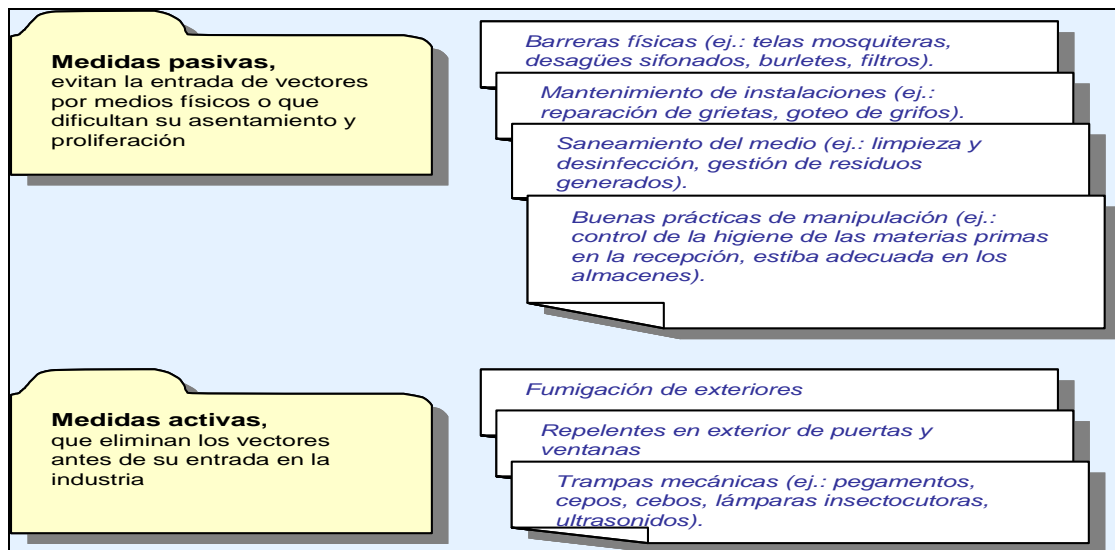 Medidas pasivas,
evitan la entrada de vectores
por medios físicos o que
dificultan su asentamiento y
proliferación
Barreras físicas (ej.: telas mosquiteras,
desagües sifonados, burletes, filtros).
Mantenimiento de instalaciones (ej.:
reparación de grietas, goteo de grifos).
Saneamiento del medio (ej.: limpieza y
desinfección, gestión de residuos
generados).
Buenas prácticas de manipulación (ej.:
control de la higiene de las materias primas
en la recepción, estiba adecuada en los
almacenes).
Medidas activas,
que eliminan los vectores
antes de su entrada en la
industria
Fumigación de exteriores
Repelentes en exterior de puertas y
ventanas
Trampas mecánicas (ej.: pegamentos,
cepos, cebos, lámparas insectocutoras,
ultrasonidos).